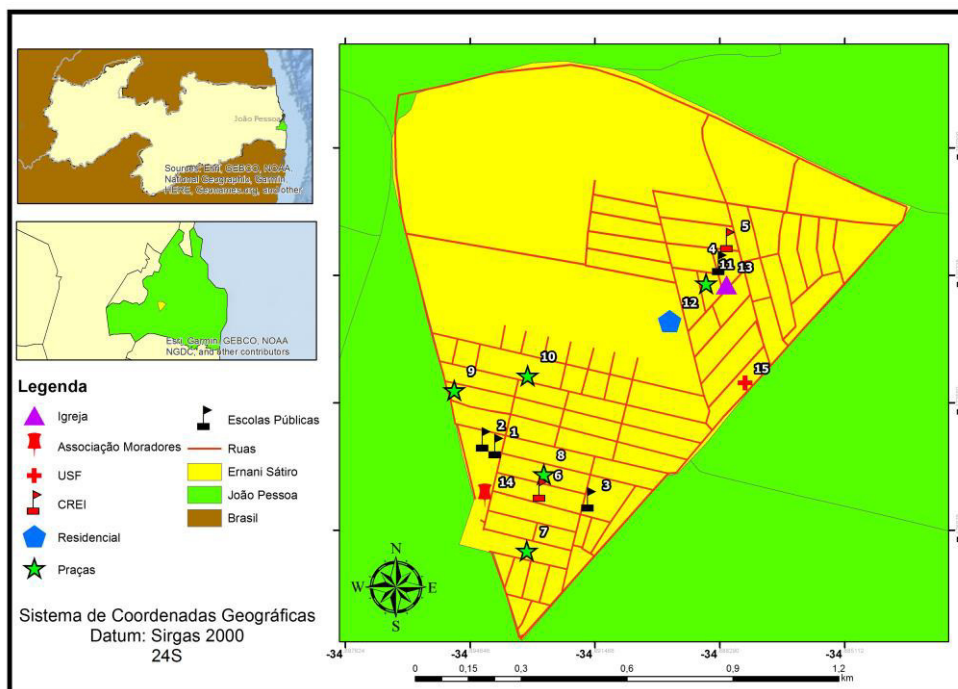 João Pessoa
Sources: Esri, GEBCO, NOAA,
National Geographic, Garmin,
HERE, Geonames.org, and other
Esri, Garmin, GEBCO, NOAA
NGDC, and other contributors
Legenda
Igreja
Associação Moradores
USF
CREI
Residencial
Praças
Escolas Públicas
Ruas
Ernani Sátiro
João Pessoa
Brasil
Sistema de Coordenadas Geográficas
Datum: Sirgas 2000
24S
5
4
11
13
12
15
10
9
2
1
8
6
3
14
7
N
W E
S
-34 -34 -34 -34 -34
0 0,15 0,3 0,6 0,9 1,2
km